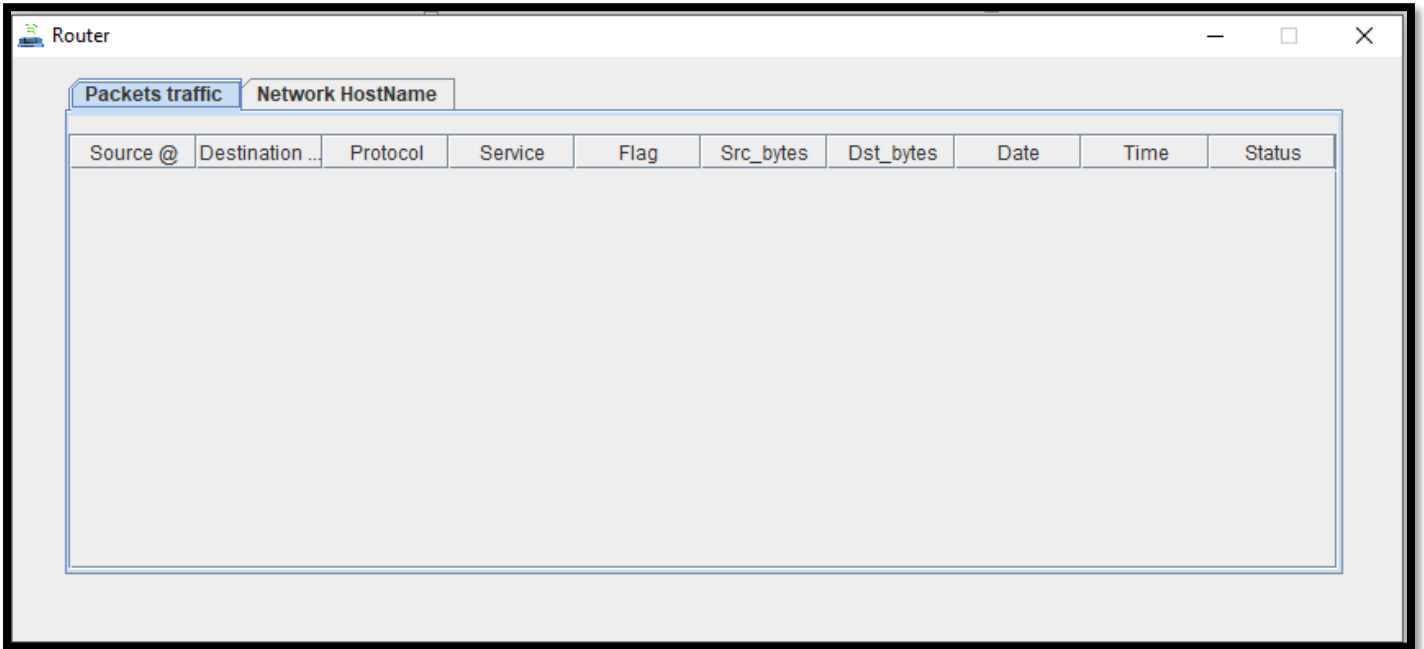 Router
Packets traffic Network HostName
Source @ Destination ... Protocol Service Flag Src_bytes Dst_bytes Date Time Status